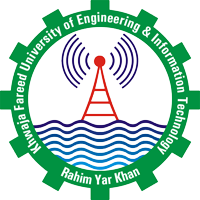 Khwaja Fareed University of Engineering & Information Technology
Rahim Yar Khan